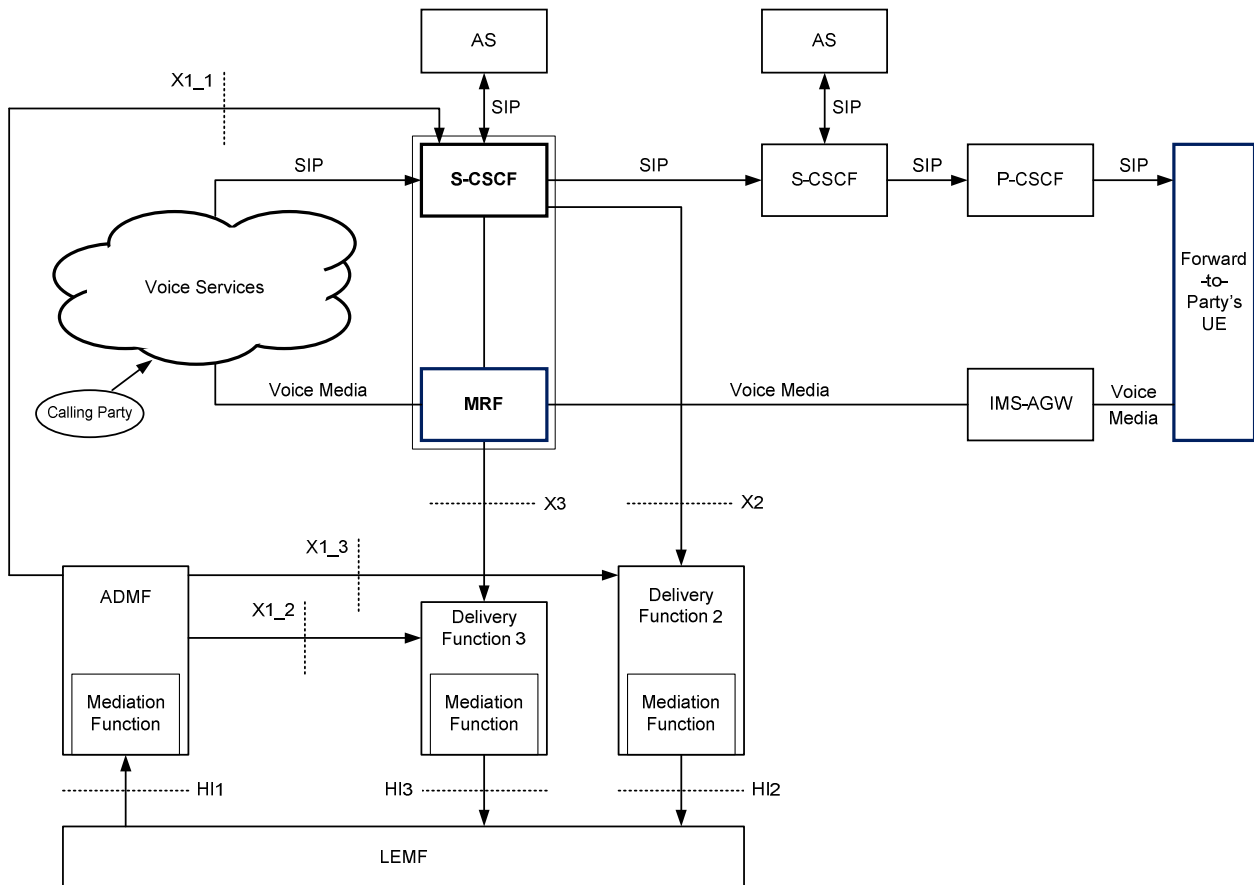 AS
AS
X1_1
SIP
SIP
SIP
S-CSCF
SIP
S-CSCF
SIP
P-CSCF
SIP
Voice Services
Forward
-to-
Party's
UE
Calling Party
Voice Media
MRF
Voice Media
IMS-AGW
Voice
Media
X3
X2
X1_3
ADMF
X1_2
Delivery
Function 3
Delivery
Function 2
Mediation
Function
Mediation
Function
Mediation
Function
HI1
HI3
HI2
LEMF